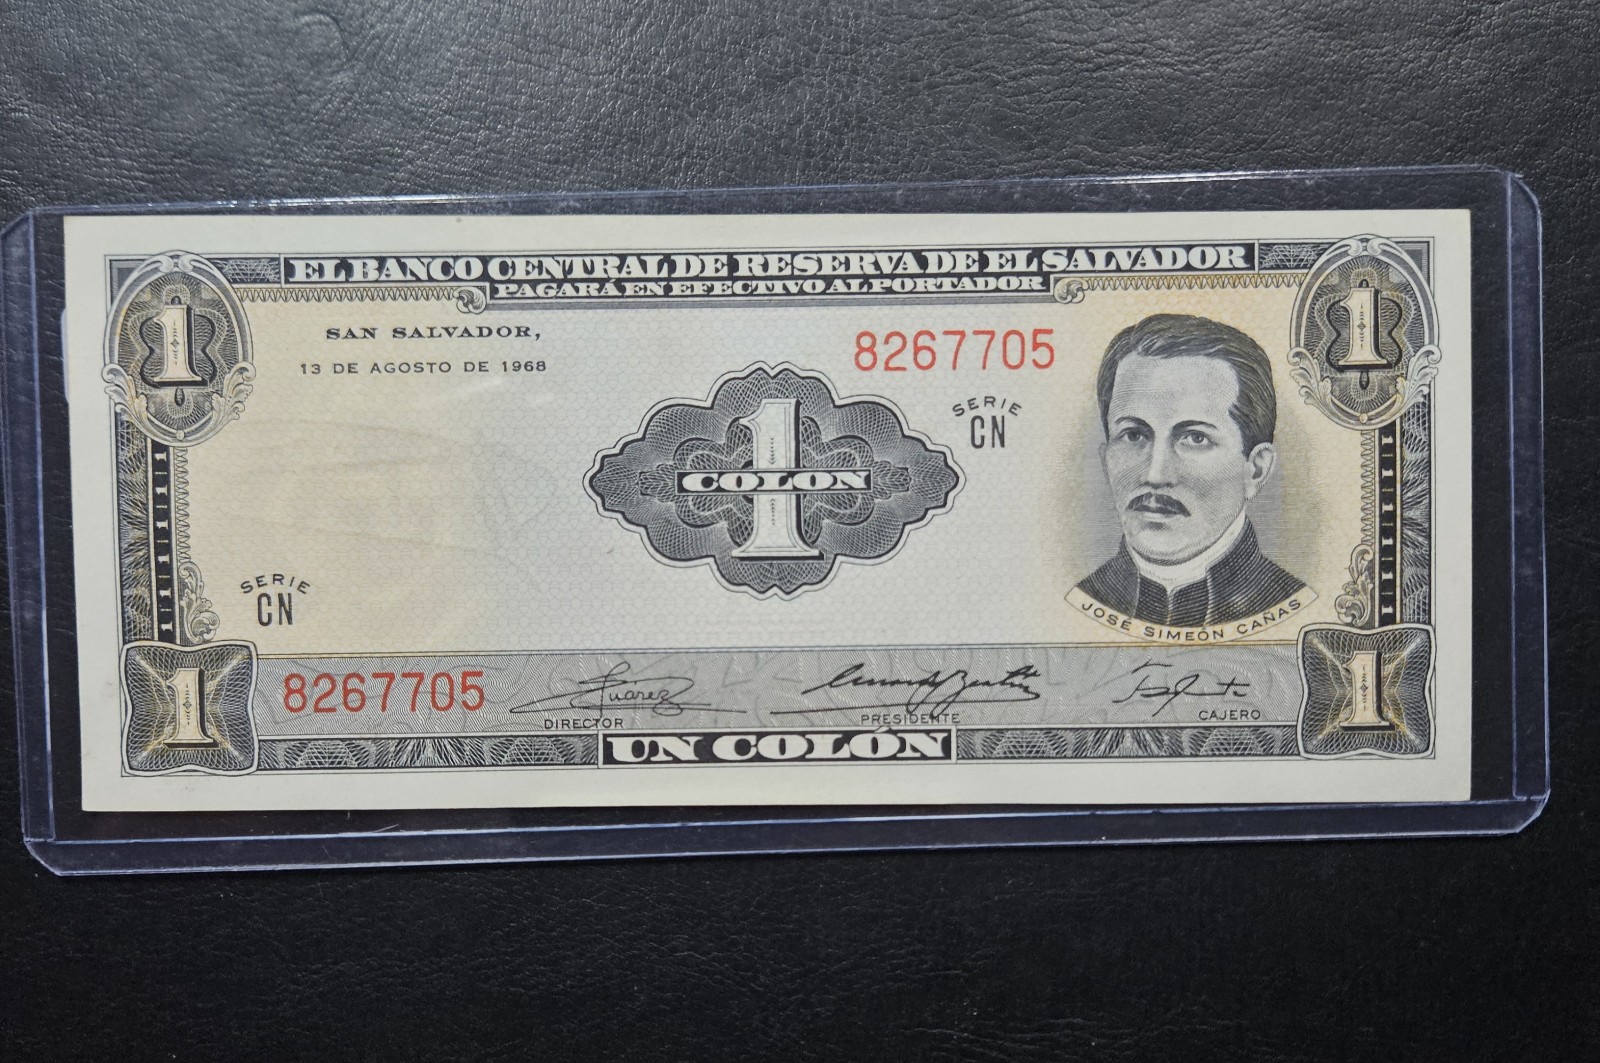 EL BANCO CENTRAL DE RESERVA DE EL SALVADOR
PAGARÁ EN EFECTIVO AL PORTADOR
1
1
SAN SALVADOR,
13 DE AGOSTO DE 1968
8267705
SERIE
CN
1
COLON
JOSÉ SIMEÓN CAÑAS
SERIE
CN
1
1
8267705
Suárez
DIRECTOR
PRESIDENTE
CAJERO
UN COLÓN